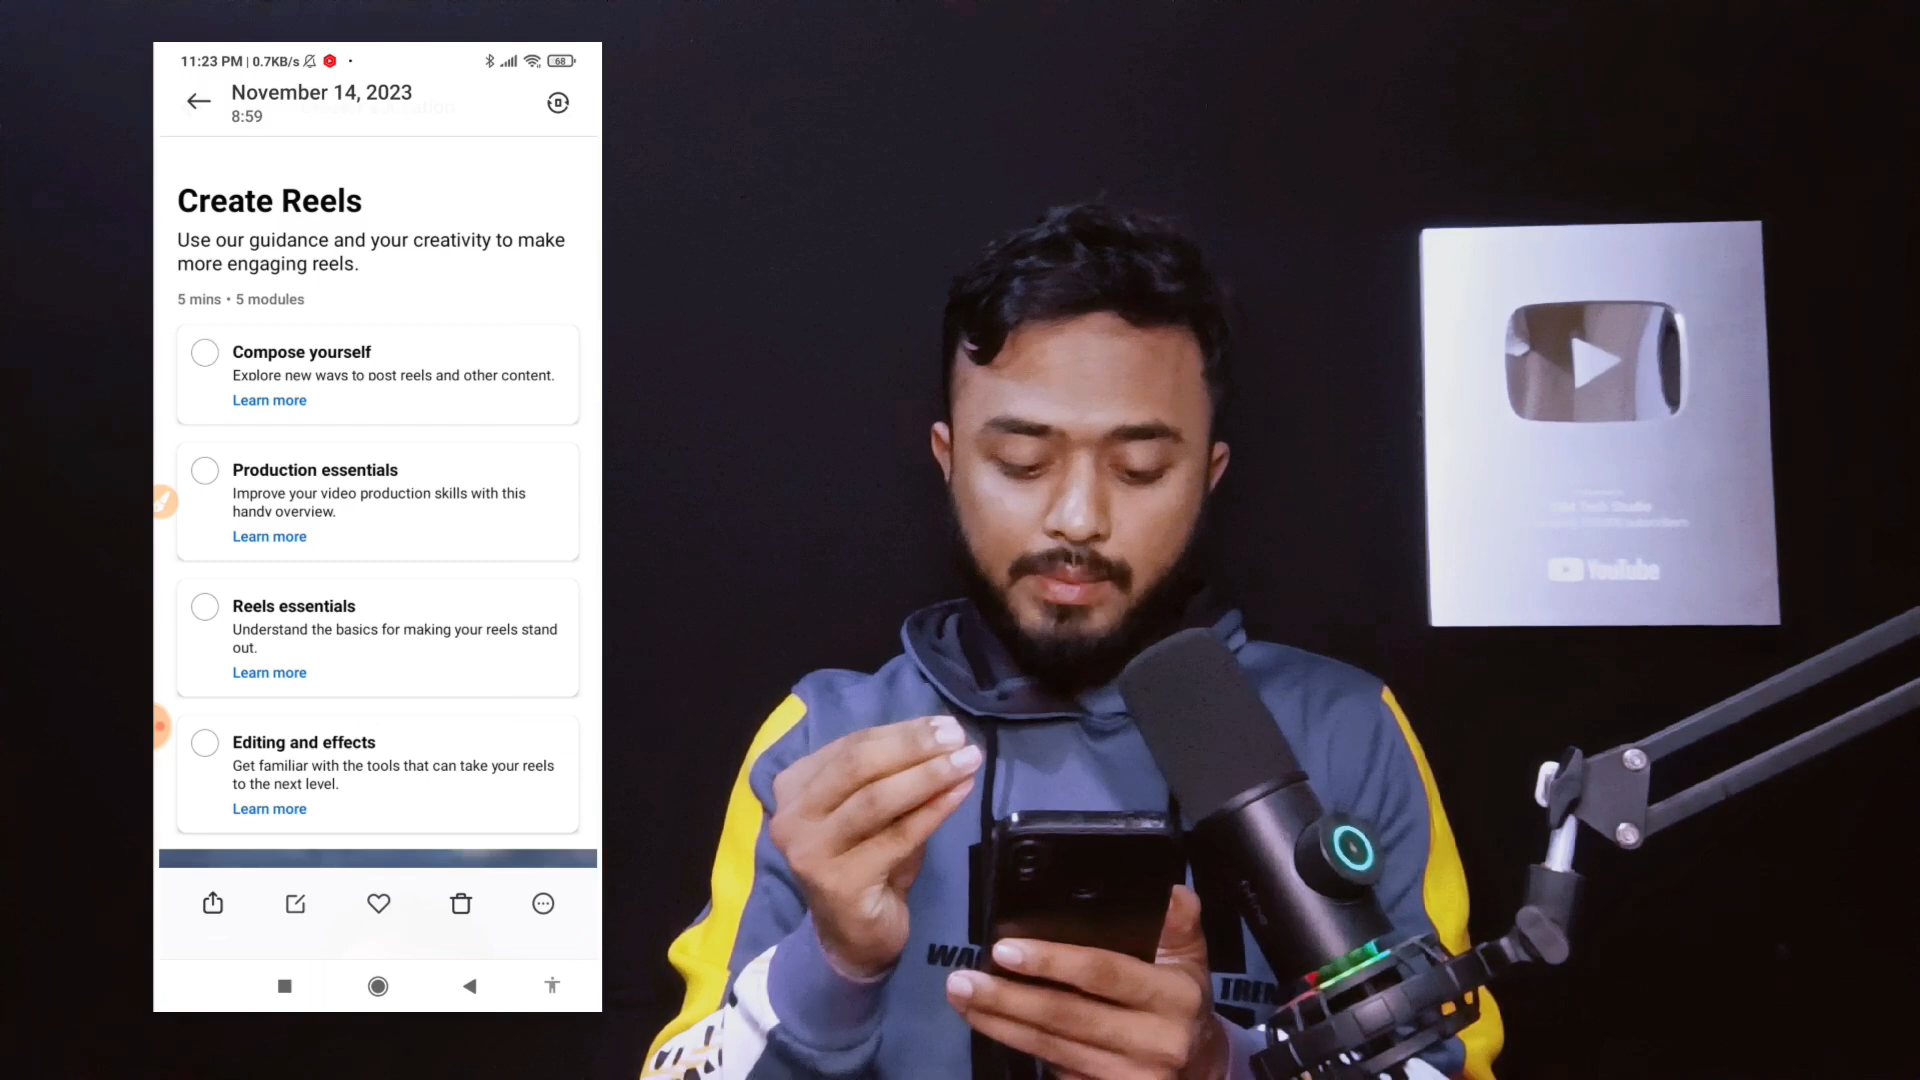 11:23 PM | 0.7KB/s
68
November 14, 2023
8:59
Create Reels
Use our guidance and your creativity to make
more engaging reels.
5 mins • 5 modules
Compose yourself
Explore new ways to post reels and other content.
Learn more
Production essentials
Improve your video production skills with this
handy overview.
Learn more
Reels essentials
Understand the basics for making your reels stand
out.
Learn more
Editing and effects
Get familiar with the tools that can take your reels
to the next level.
Learn more
YouTube